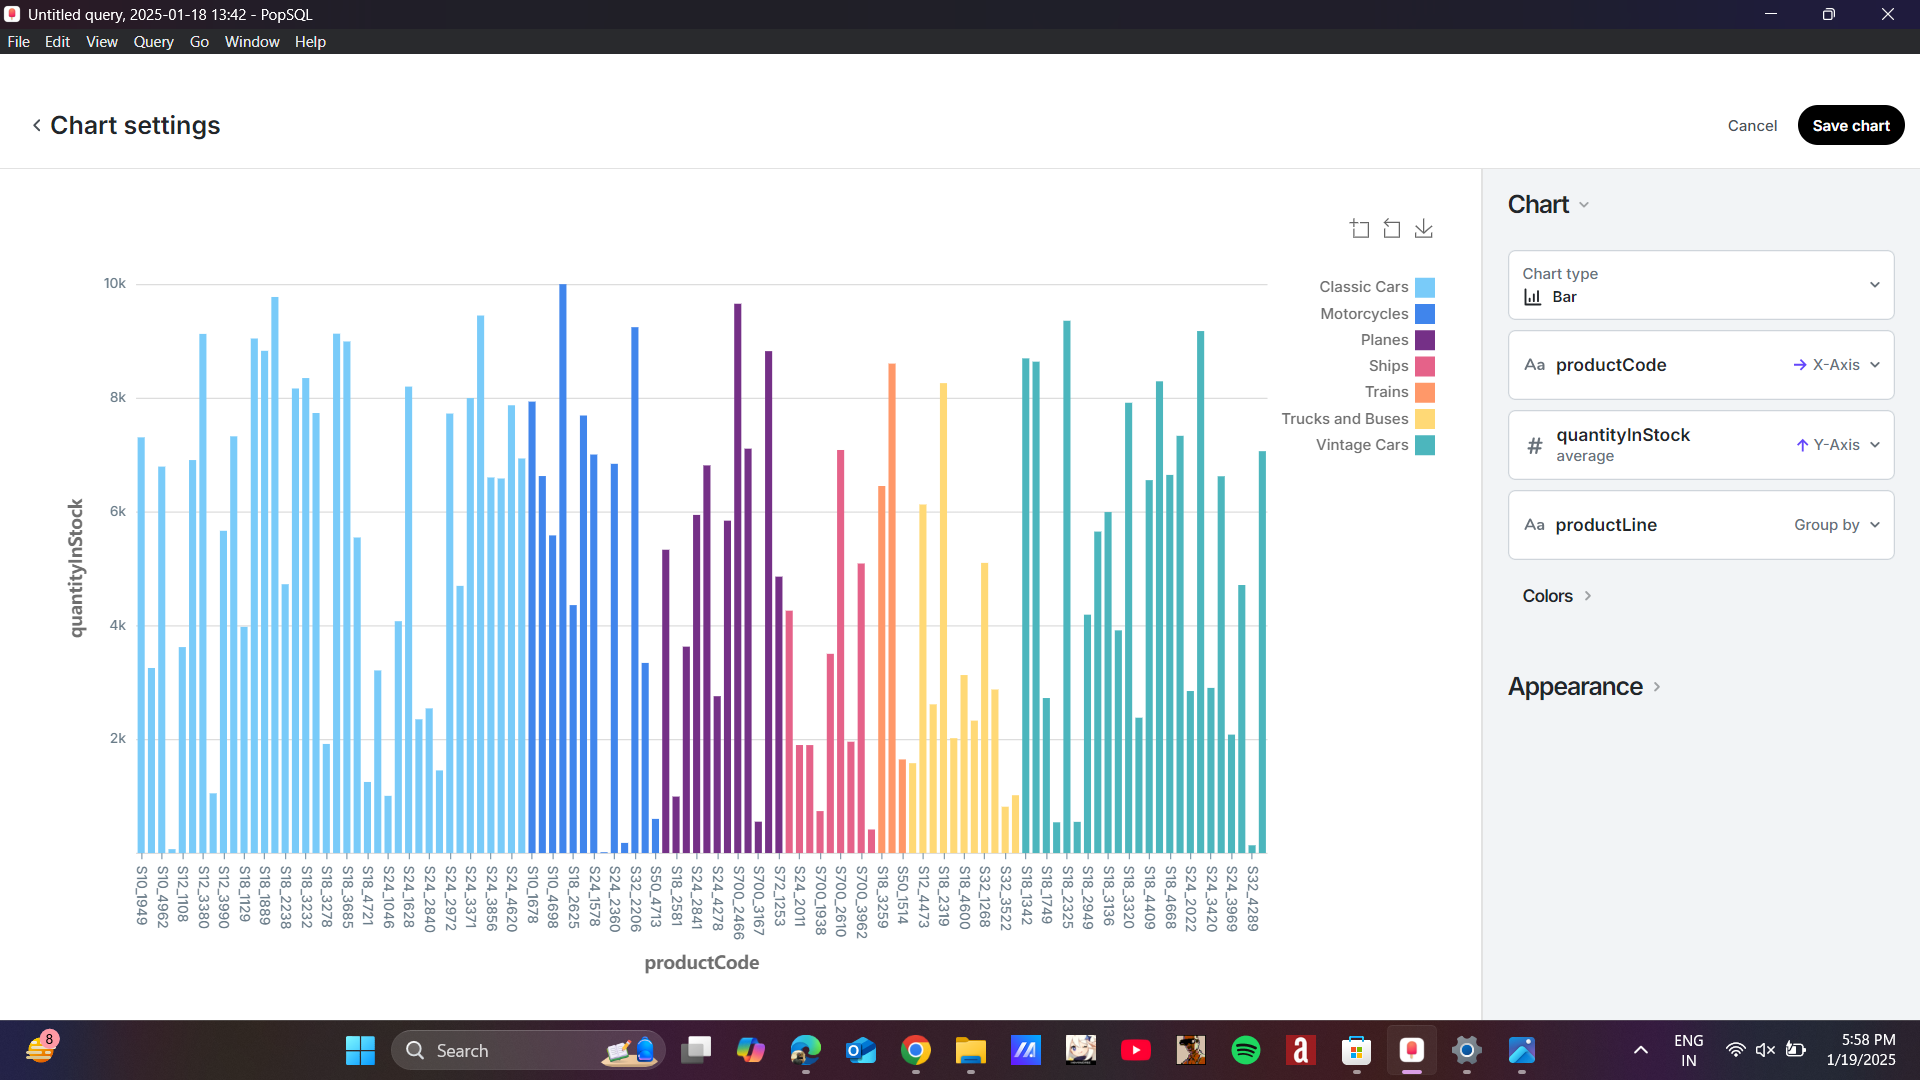 Untitled query, 2025-01-18 13:42 - PopSQL
File Edit View Query Go Window Help
Chart settings
Cancel
Save chart
Chart
Chart type
Bar
Aa productCode X-Axis
# quantityInStock
average
Y-Axis
Aa productLine Group by
Colors
Appearance
10k
8k
6k
4k
2k
quantityInStock
Classic Cars
Motorcycles
Planes
Ships
Trains
Trucks and Buses
Vintage Cars
S10_1949
S10_4962
S12_1108
S12_3380
S12_3990
S18_1129
S18_1889
S18_2238
S18_3232
S18_3278
S18_3685
S18_4721
S24_1046
S24_1628
S24_2840
S24_2972
S24_3371
S24_3856
S24_4620
S10_1678
S10_4698
S18_2625
S24_1578
S24_2360
S32_2206
S50_4713
S18_2581
S24_2841
S24_4278
S700_2466
S700_3167
S72_1253
S24_2011
S700_1938
S700_2610
S700_3962
S18_3259
S50_1514
S12_4473
S18_2319
S18_4600
S32_1268
S32_3522
S18_1342
S18_1749
S18_2325
S18_2949
S18_3136
S18_3320
S18_4409
S18_4668
S24_2022
S24_3420
S24_3969
S32_4289
productCode
8
Search
a
ENG
IN
5:58 PM
1/19/2025